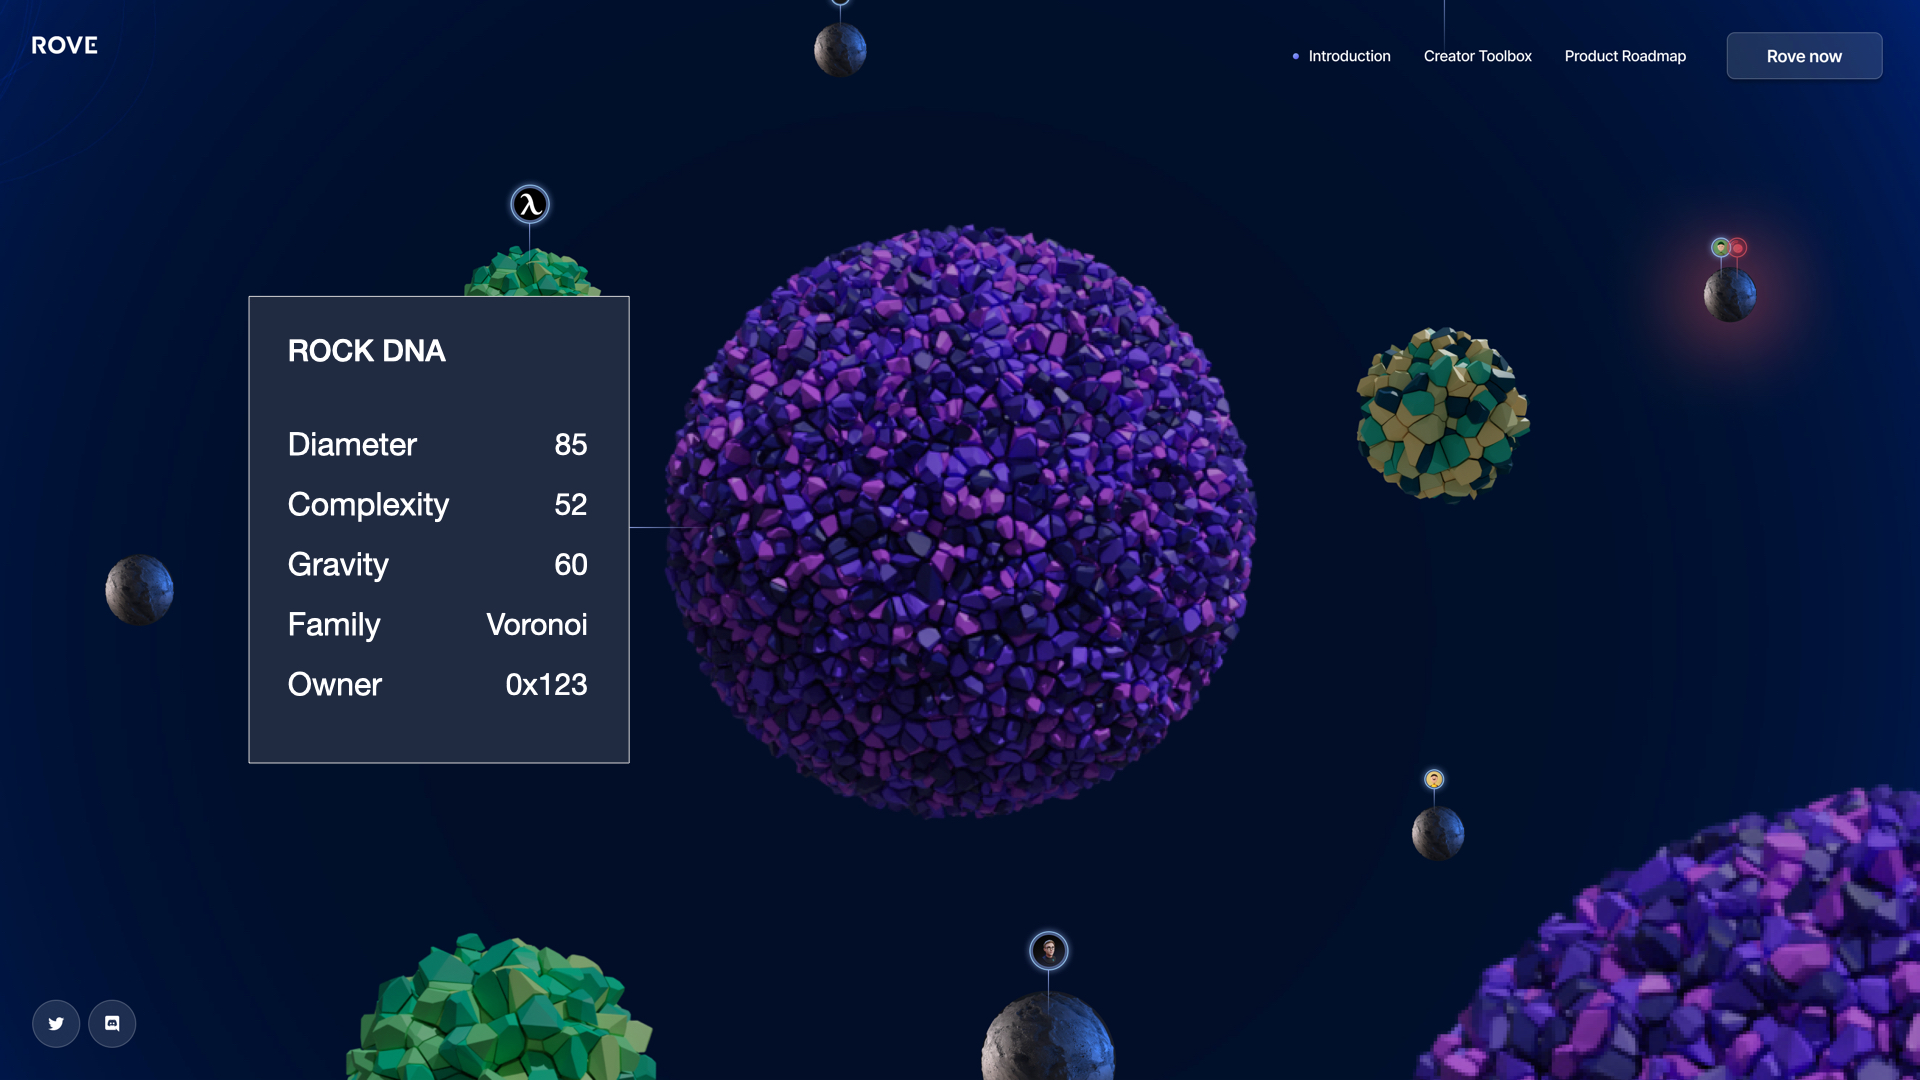 ROVE
Introduction
Creator Toolbox
Product Roadmap
Rove now
λ
ROCK DNA
Diameter 85
Complexity 52
Gravity 60
Family Voronoi
Owner 0x123